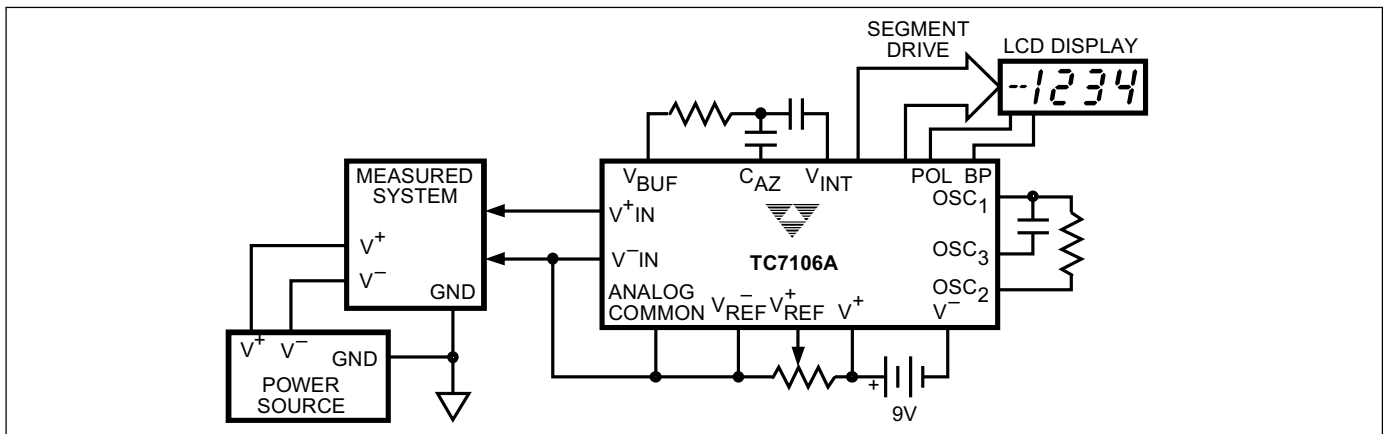 SEGMENT
DRIVE
LCD DISPLAY
--1234
MEASURED
SYSTEM
V+
V–
GND
V+
V–
GND
POWER
SOURCE
VBUF
CAZ
VINT
POL
BP
V+IN
V–IN
TC7106A
OSC1
OSC3
OSC2
ANALOG
COMMON
V–REF
V+REF
V+
V–
+
9V